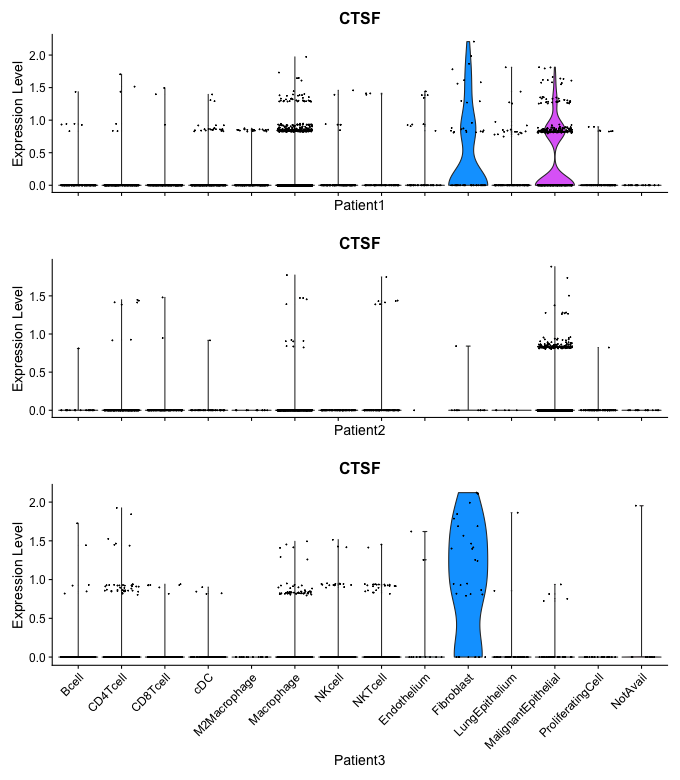 CTSF
Expression Level
2.0
1.5
1.0
0.5
0.0
Patient1
CTSF
Expression Level
1.5
1.0
0.5
0.0
Patient2
CTSF
Expression Level
2.0
1.5
1.0
0.5
0.0
Bcell
CD4Tcell
CD8Tcell
cDC
M2Macrophage
Macrophage
NKcell
NKTcell
Endothelium
Fibroblast
LungEpithelium
MalignantEpithelial
ProliferatingCell
NotAvail
Patient3